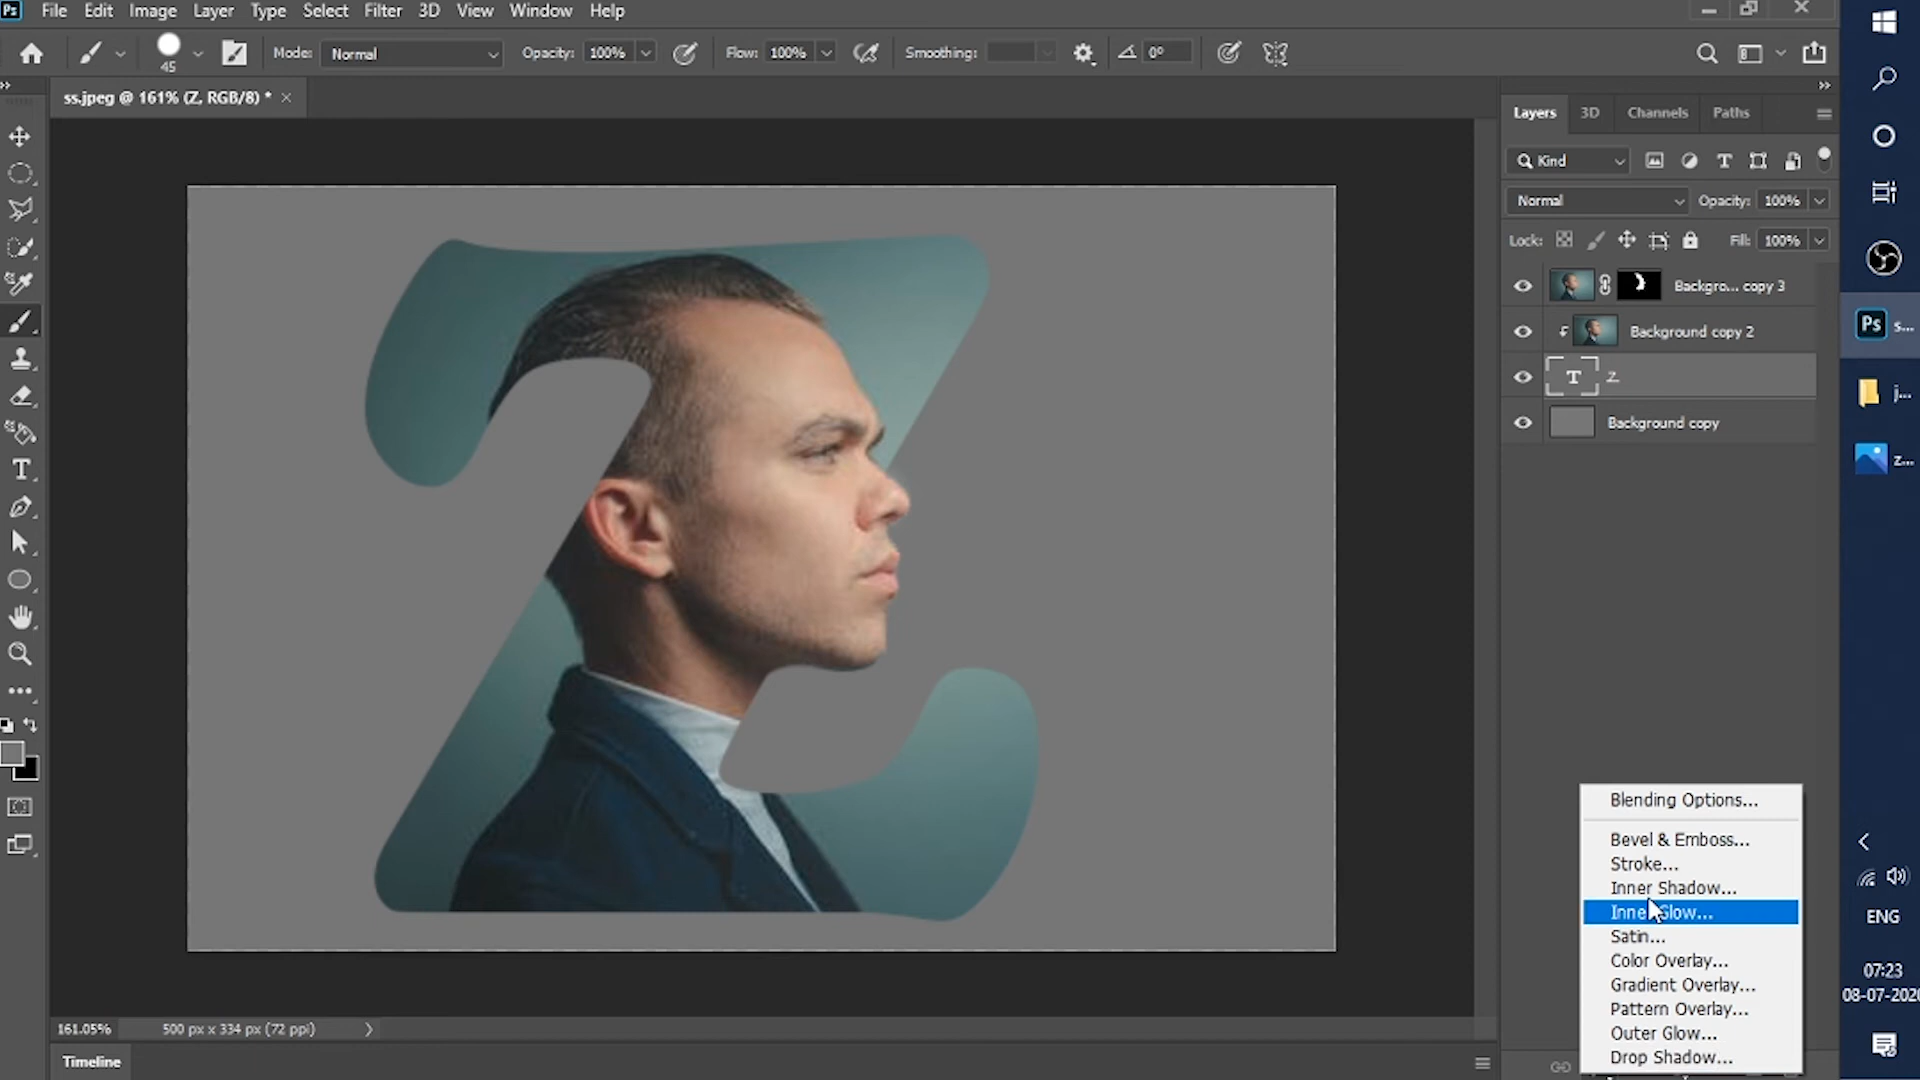 Ps File Edit Image Layer Type Select Filter 3D View Window Help
45 Mode: Normal Opacity: 100% Flow: 100% Smoothing: 0°
ss.jpeg @ 161% (Z, RGB/8) *
Layers 3D Channels Paths
Kind
Normal Opacity: 100%
Lock: Fill: 100%
Backgro... copy 3
Background copy 2
T Z
Background copy
Ps s...
j...
z...
Blending Options...
Bevel & Emboss...
Stroke...
Inner Shadow...
Inner Glow...
Satin...
Color Overlay...
Gradient Overlay...
Pattern Overlay...
Outer Glow...
Drop Shadow...
ENG
07:23
08-07-2020
161.05% 500 px x 334 px (72 ppi)
Timeline